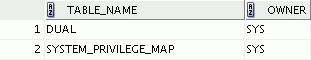 TABLE_NAME OWNER
1 DUAL SYS
2 SYSTEM_PRIVILEGE_MAP SYS